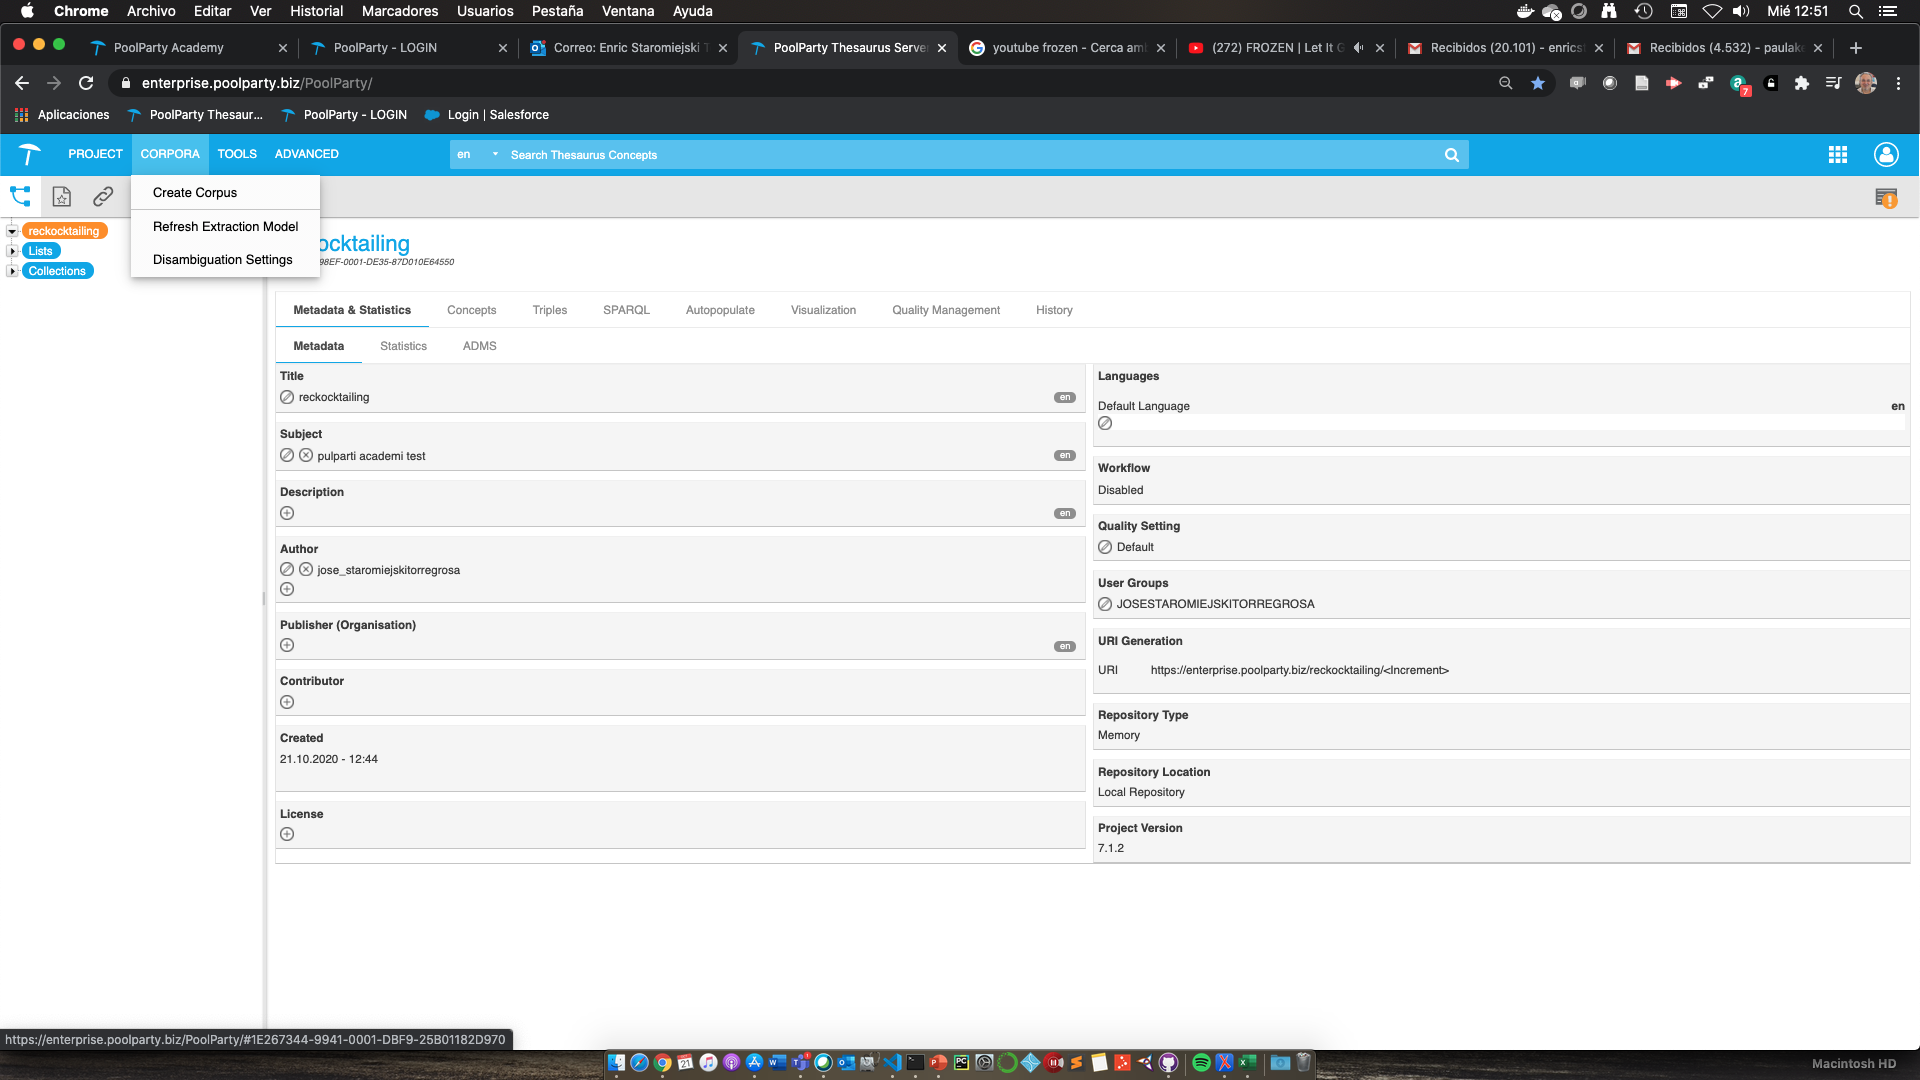 Chrome Archivo Editar Ver Historial Marcadores Usuarios Pestaña Ventana Ayuda Mié 12:51
PoolParty Academy PoolParty - LOGIN Correo: Enric Staromiejski T PoolParty Thesaurus Server youtube frozen - Cerca am (272) FROZEN | Let It G Recibidos (20.101) - enrics Recibidos (4.532) - paulak
enterprise.poolparty.biz/PoolParty/
7
Aplicaciones PoolParty Thesaur... PoolParty - LOGIN Login | Salesforce
PROJECT CORPORA TOOLS ADVANCED en Search Thesaurus Concepts
Create Corpus
Refresh Extraction Model
Disambiguation Settings
reckocktailing
Lists
Collections
ocktailing
98EF-0001-DE35-87D010E64550
Metadata & Statistics Concepts Triples SPARQL Autopopulate Visualization Quality Management History
Metadata Statistics ADMS
Title
reckocktailing en
Subject
pulparti academi test en
Description
en
Author
jose_staromiejskitorregrosa
Publisher (Organisation)
en
Contributor
Created
21.10.2020 - 12:44
License
Languages
Default Language en
Workflow
Disabled
Quality Setting
Default
User Groups
JOSESTAROMIEJSKITORREGROSA
URI Generation
URI https://enterprise.poolparty.biz/reckocktailing/<Increment>
Repository Type
Memory
Repository Location
Local Repository
Project Version
7.1.2
https://enterprise.poolparty.biz/PoolParty/#1E267344-9941-0001-DBF9-25B01182D970
Macintosh HD